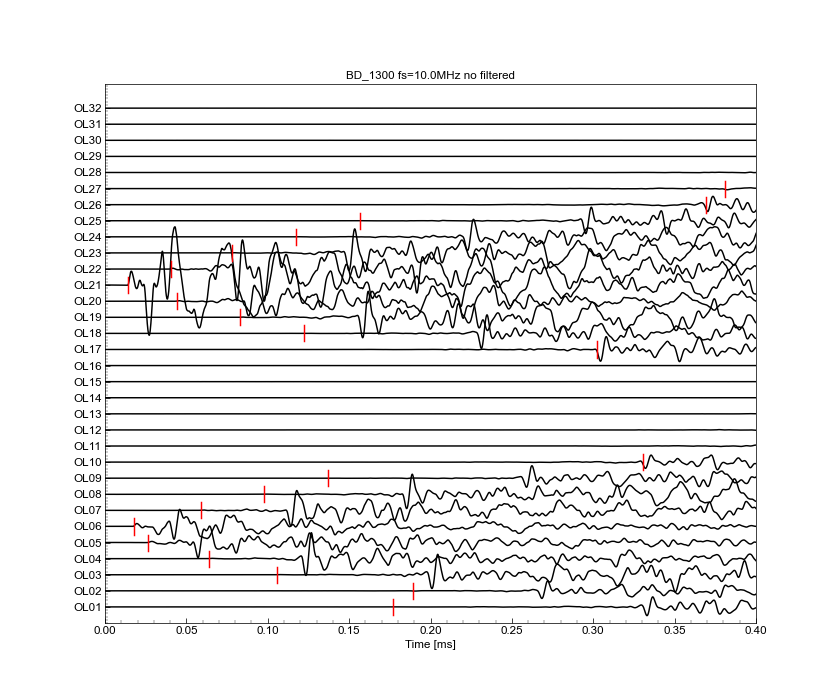 BD_1300 fs=10.0MHz no filtered
OL32
OL31
OL30
OL29
OL28
OL27
OL26
OL25
OL24
OL23
OL22
OL21
OL20
OL19
OL18
OL17
OL16
OL15
OL14
OL13
OL12
OL11
OL10
OL09
OL08
OL07
OL06
OL05
OL04
OL03
OL02
OL01
0.00 0.05 0.10 0.15 0.20 0.25 0.30 0.35 0.40
Time [ms]